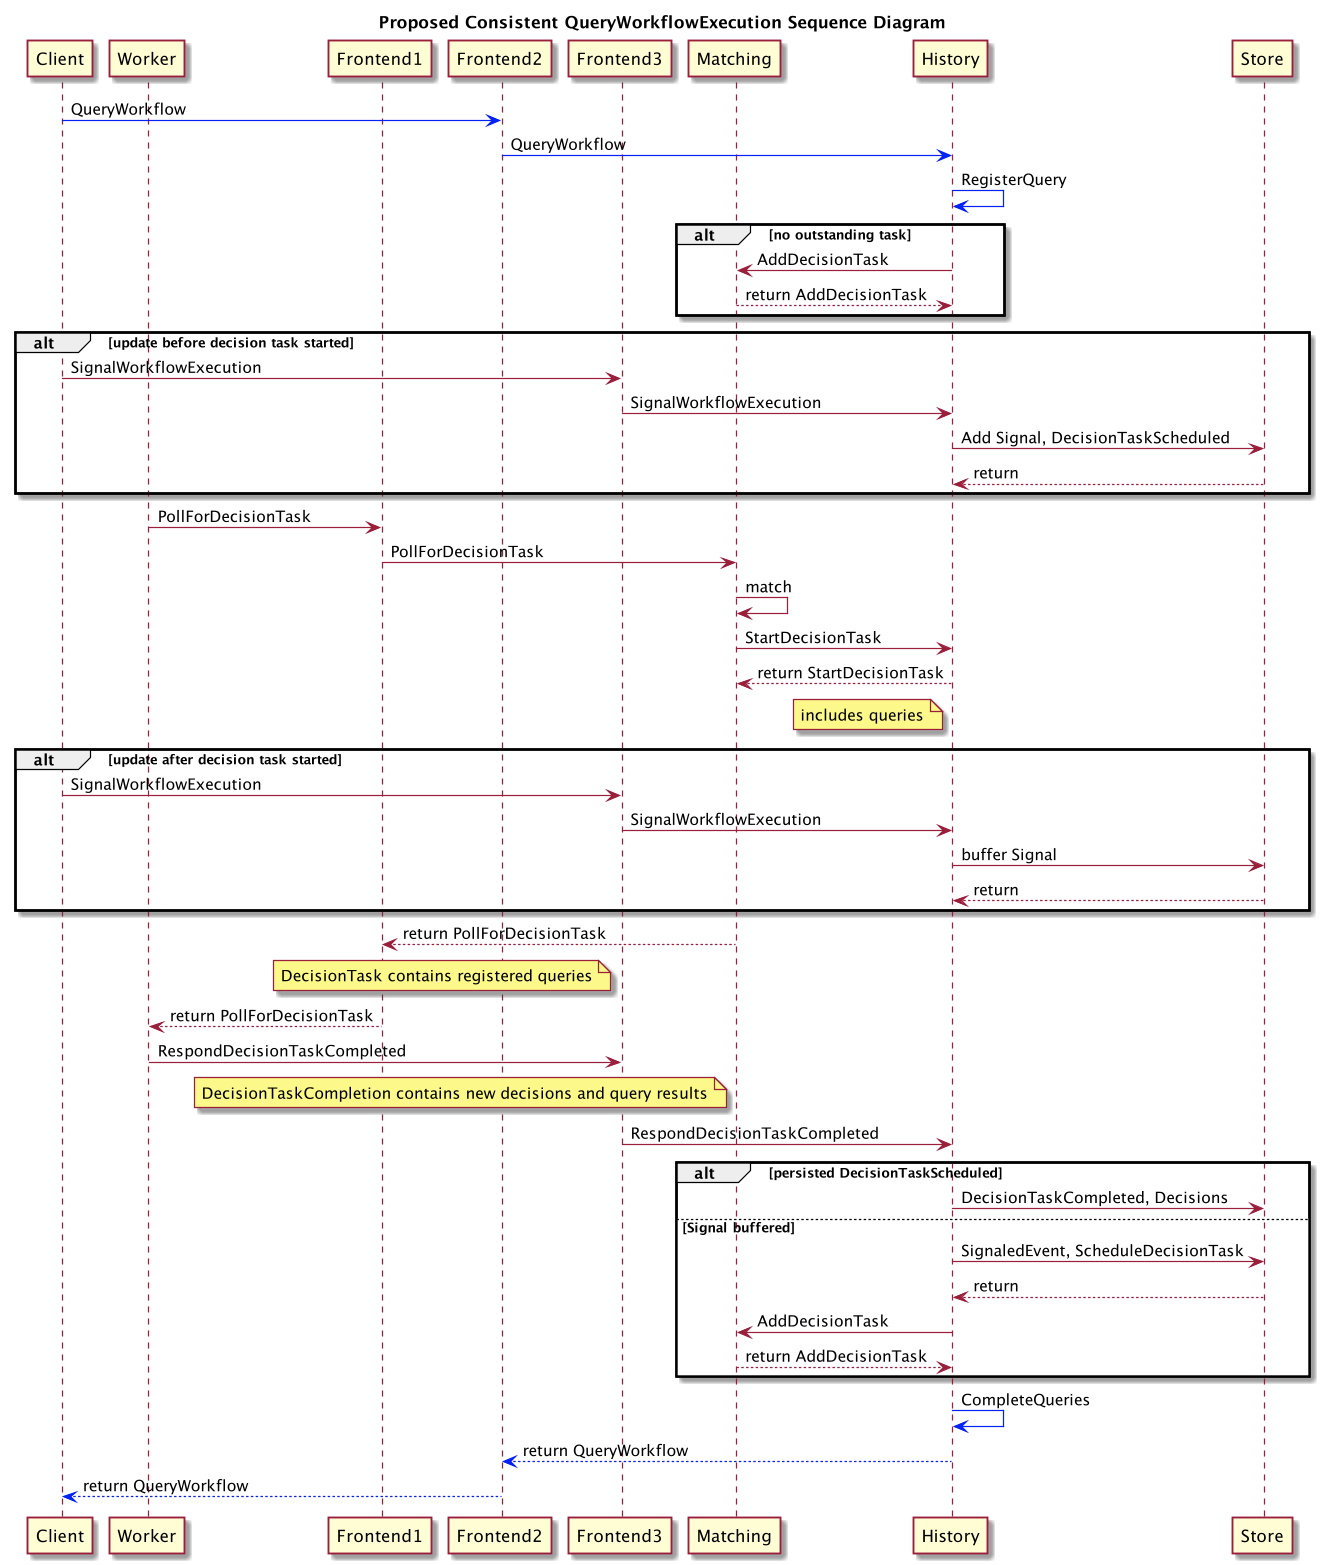 Proposed Consistent QueryWorkflowExecution Sequence Diagram
Client Worker Frontend1 Frontend2 Frontend3 Matching History Store
QueryWorkflow
QueryWorkflow
RegisterQuery
alt [no outstanding task]
AddDecisionTask
return AddDecisionTask
alt [update before decision task started]
SignalWorkflowExecution
SignalWorkflowExecution
Add Signal, DecisionTaskScheduled
return
PollForDecisionTask
PollForDecisionTask
match
StartDecisionTask
return StartDecisionTask
includes queries
alt [update after decision task started]
SignalWorkflowExecution
SignalWorkflowExecution
buffer Signal
return
return PollForDecisionTask
DecisionTask contains registered queries
return PollForDecisionTask
RespondDecisionTaskCompleted
DecisionTaskCompletion contains new decisions and query results
RespondDecisionTaskCompleted
alt [persisted DecisionTaskScheduled]
DecisionTaskCompleted, Decisions
[Signal buffered]
SignaledEvent, ScheduleDecisionTask
return
AddDecisionTask
return AddDecisionTask
CompleteQueries
return QueryWorkflow
return QueryWorkflow
Client Worker Frontend1 Frontend2 Frontend3 Matching History Store